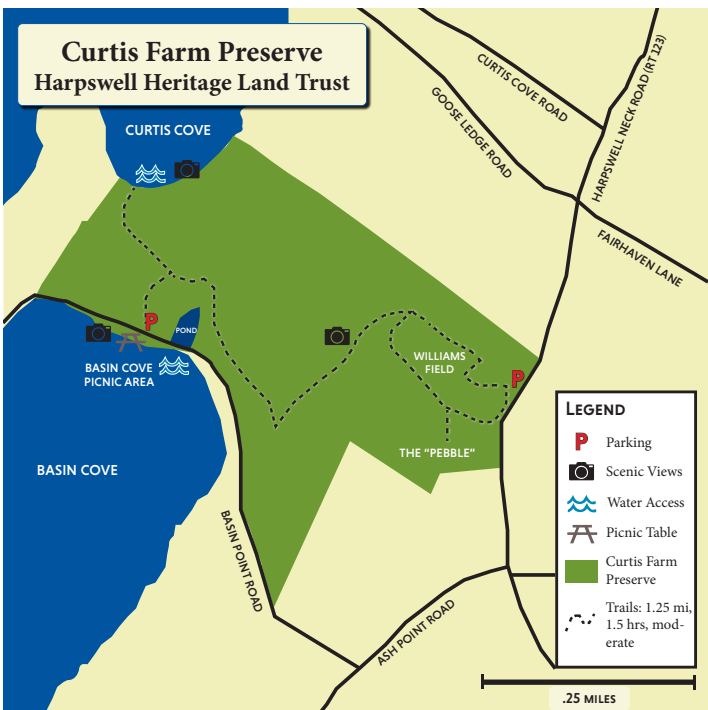 Curtis Farm Preserve
Harpswell Heritage Land Trust
CURTIS COVE
CURTIS COVE ROAD
GOOSE LEDGE ROAD
HARPSWELL NECK ROAD (RT 123)
FAIRHAVEN LANE
P
POND
BASIN COVE
PICNIC AREA
WILLIAMS
FIELD
P
THE "PEBBLE"
BASIN COVE
BASIN POINT ROAD
ASH POINT ROAD
LEGEND
P Parking
Scenic Views
Water Access
Picnic Table
Curtis Farm
Preserve
Trails: 1.25 mi,
1.5 hrs, mod-
erate
.25 MILES